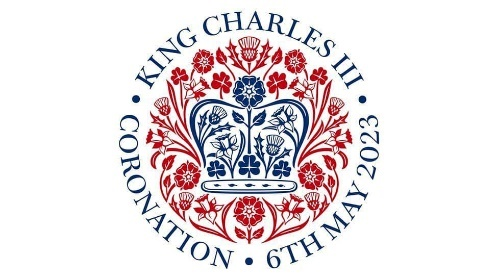 • KING CHARLES III •
CORONATION • 6TH MAY 2023